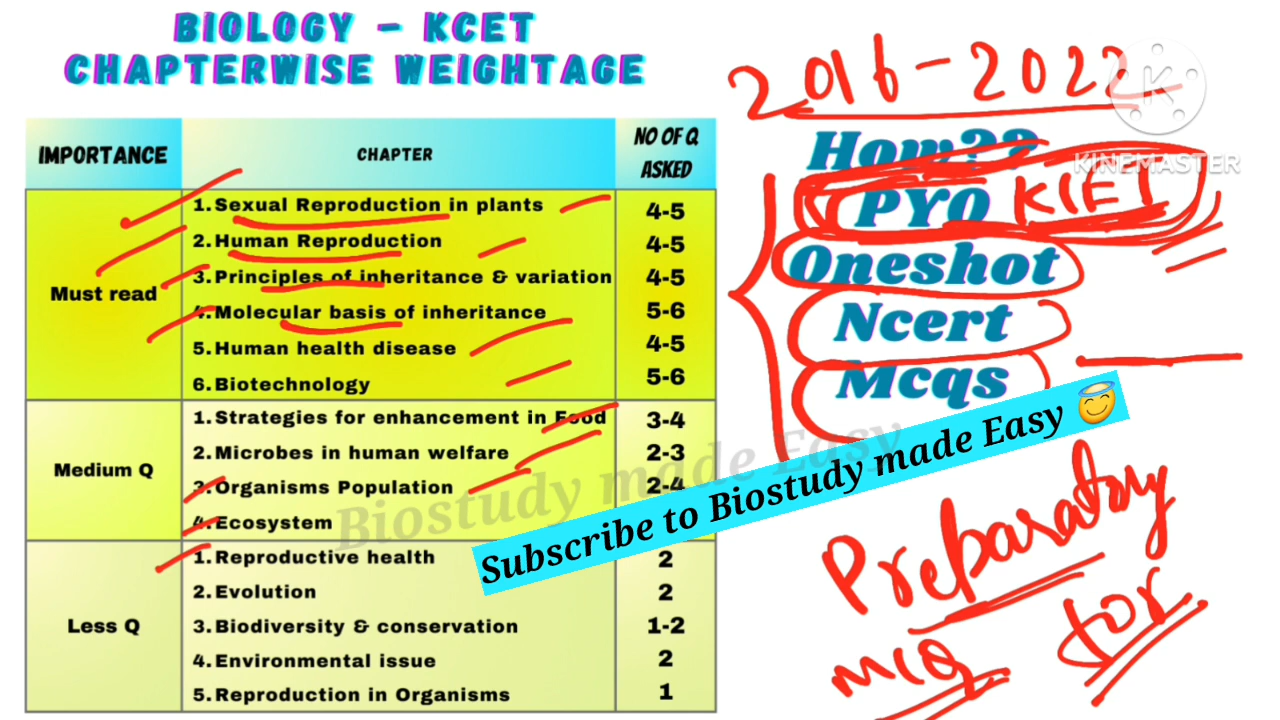 BIOLOGY – KCET
CHAPTERWISE WEIGHTAGE
IMPORTANCE CHAPTER NO OF Q ASKED
Must read
1.Sexual Reproduction in plants 4-5
2.Human Reproduction 4-5
3.Principles of inheritance & variation 4-5
4.Molecular basis of inheritance 5-6
5.Human health disease 4-5
6.Biotechnology 5-6
Medium Q
1.Strategies for enhancement in Food 3-4
2.Microbes in human welfare 2-3
3.Organisms Population 2-4
4.Ecosystem
Less Q
1.Reproductive health 2
2.Evolution 2
3.Biodiversity & conservation 1-2
4.Environmental issue 2
5.Reproduction in Organisms 1
2016-2022
K
KINEMASTER
How??
PYQ KCET
Oneshot
Ncert
Mcqs
Biostudy made Easy
Subscribe to Biostudy made Easy 😇
Preparatory
MCQ for